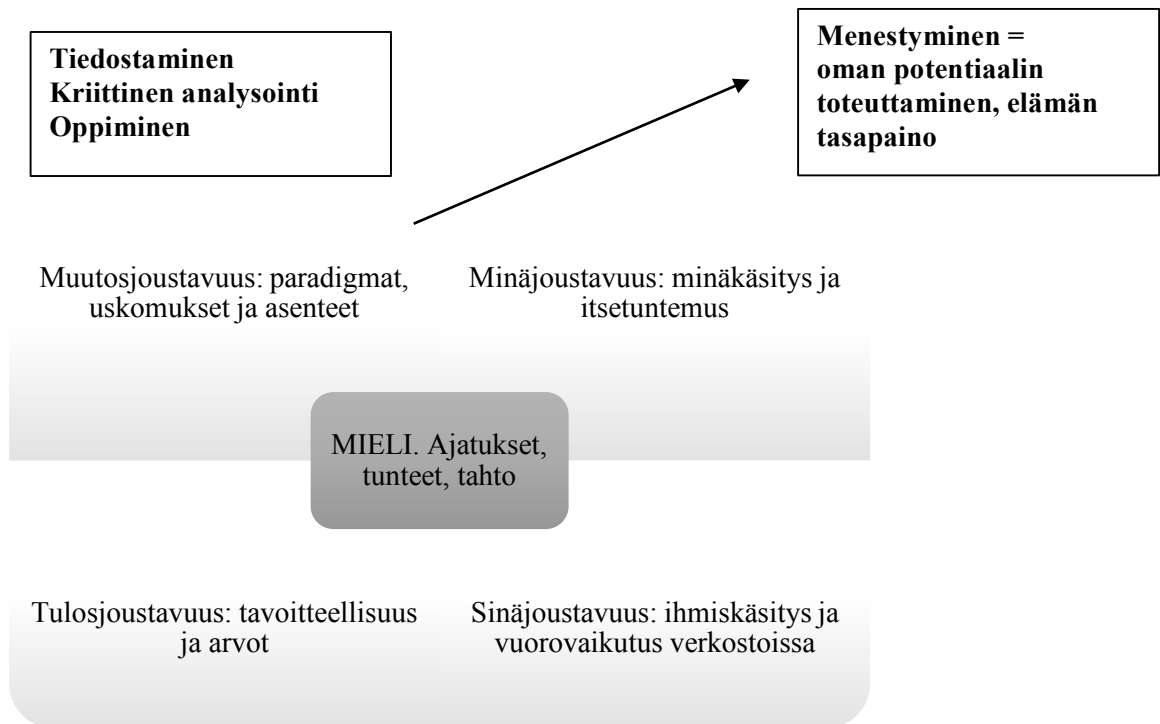 Tiedostaminen
Kriittinen analysointi
Oppiminen
Menestyminen =
oman potentiaalin
toteuttaminen, elämän
tasapaino
Muutosjoustavuus: paradigmat,
uskomukset ja asenteet
Minäjoustavuus: minäkäsitys ja
itsetuntemus
MIELI. Ajatukset,
tunteet, tahto
Tulosjoustavuus: tavoitteellisuus
ja arvot
Sinäjoustavuus: ihmiskäsitys ja
vuorovaikutus verkostoissa